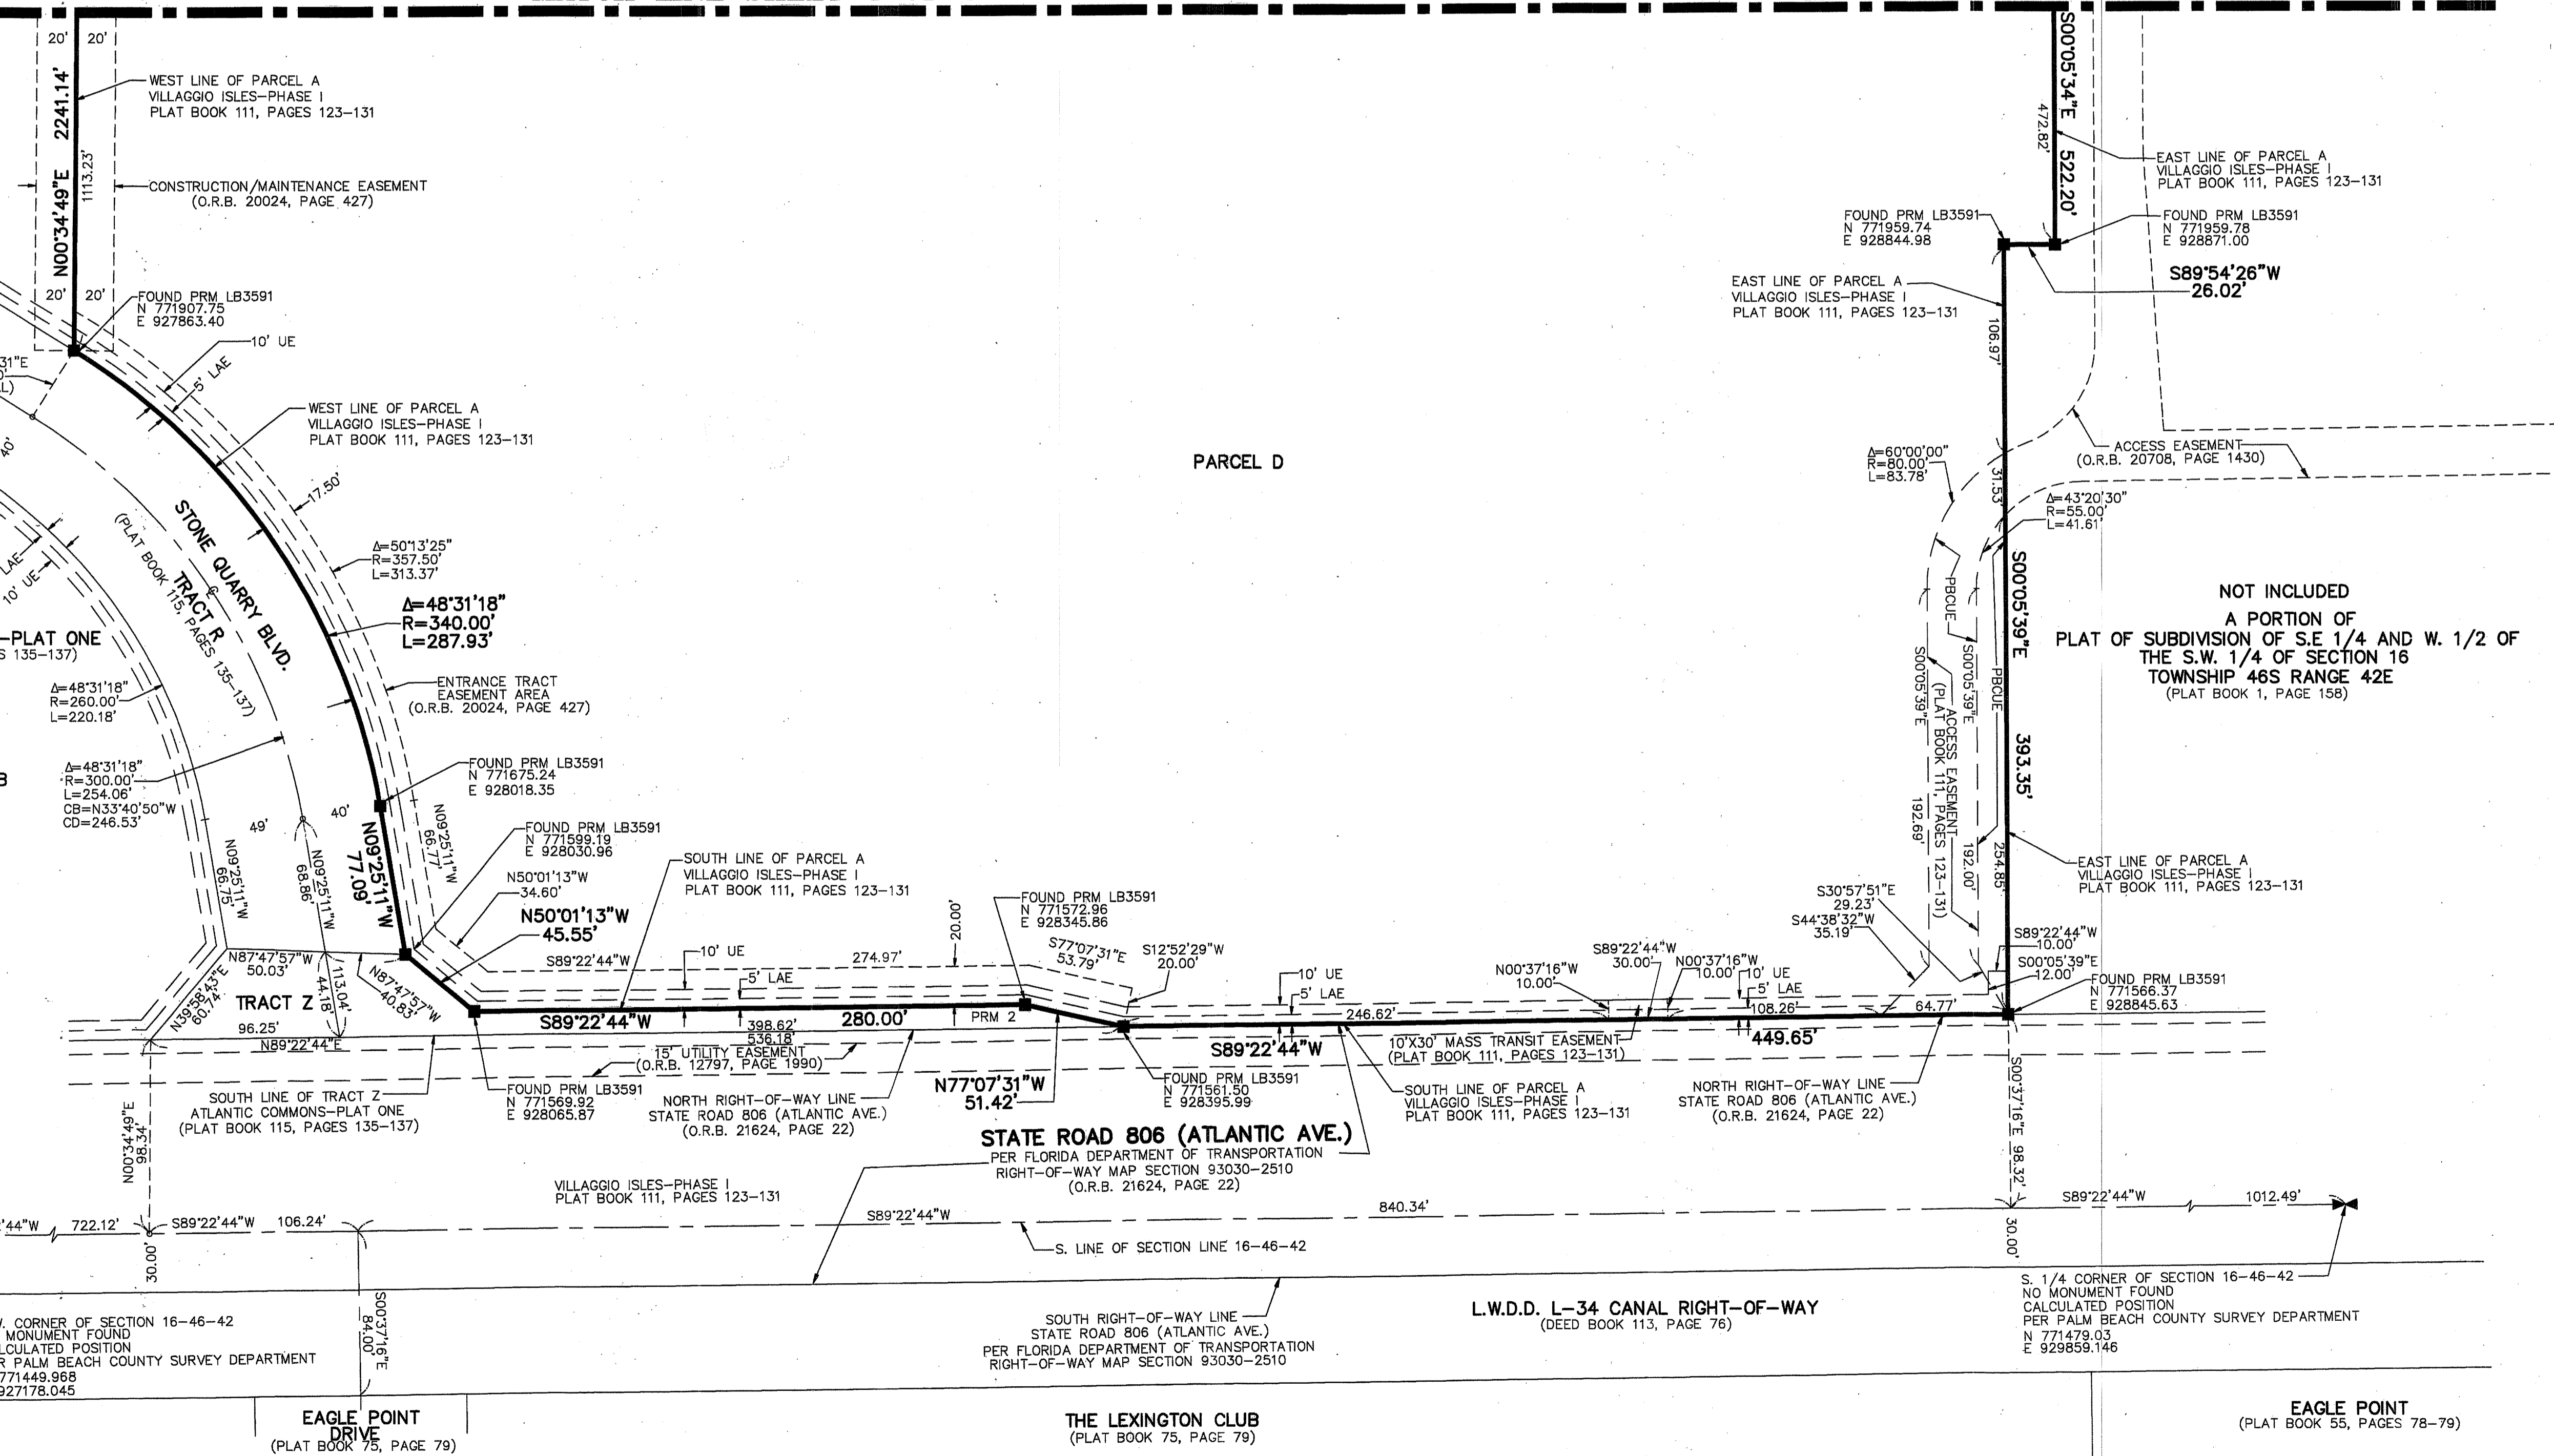 20'
20'
WEST LINE OF PARCEL A
VILLAGGIO ISLES-PHASE I
PLAT BOOK 111, PAGES 123-131
N00°34'49"E 2241.14'
1113.23'
CONSTRUCTION/MAINTENANCE EASEMENT
(O.R.B. 20024, PAGE 427)
20'
20'
FOUND PRM LB3591
N 771907.75
E 927863.40
31"E
L)
40'
10' UE
5' LAE
WEST LINE OF PARCEL A
VILLAGGIO ISLES-PHASE I
PLAT BOOK 111, PAGES 123-131
17.50'
STONE QUARRY BLVD.
TRACT R
(PLAT BOOK 115, PAGES 135-137)
Δ=50°13'25"
R=357.50'
L=313.37'
Δ=48°31'18"
R=340.00'
L=287.93'
LAE
10' UE
-PLAT ONE
S 135-137)
Δ=48°31'18"
R=260.00'
L=220.18'
ENTRANCE TRACT
EASEMENT AREA
(O.R.B. 20024, PAGE 427)
Δ=48°31'18"
R=300.00'
L=254.06'
CB=N33°40'50"W
CD=246.53'
49'
40'
FOUND PRM LB3591
N 771675.24
E 928018.35
N09°25'11"W
66.75'
N09°25'11"W
68.86'
N09°25'11"W
77.09'
N09°25'11"W
66.77'
FOUND PRM LB3591
N 771599.19
E 928030.96
N50°01'13"W
34.60'
N50°01'13"W
45.55'
SOUTH LINE OF PARCEL A
VILLAGGIO ISLES-PHASE I
PLAT BOOK 111, PAGES 123-131
N87°47'57"W
50.03'
N87°47'57"W
40.83'
113.04'
44.18'
N39°58'43"E
60.74'
TRACT Z
96.25'
N89°22'44"E
S89°22'44"W
274.97'
10' UE
5' LAE
20.00'
FOUND PRM LB3591
N 771572.96
E 928345.86
S77°07'31"E
53.79'
S12°52'29"W
20.00'
S89°22'44"W
280.00'
PRM 2
398.62'
536.18'
15' UTILITY EASEMENT
(O.R.B. 12797, PAGE 1990)
N77°07'31"W
51.42'
SOUTH LINE OF TRACT Z
ATLANTIC COMMONS-PLAT ONE
(PLAT BOOK 115, PAGES 135-137)
FOUND PRM LB3591
N 771569.92
E 928065.87
NORTH RIGHT-OF-WAY LINE
STATE ROAD 806 (ATLANTIC AVE.)
(O.R.B. 21624, PAGE 22)
FOUND PRM LB3591
N 771561.50
E 928395.99
PARCEL D
S00°05'34"E 522.20'
472.82'
EAST LINE OF PARCEL A
VILLAGGIO ISLES-PHASE I
PLAT BOOK 111, PAGES 123-131
FOUND PRM LB3591
N 771959.74
E 928844.98
FOUND PRM LB3591
N 771959.78
E 928871.00
S89°54'26"W
26.02'
EAST LINE OF PARCEL A
VILLAGGIO ISLES-PHASE I
PLAT BOOK 111, PAGES 123-131
106.97'
Δ=60°00'00"
R=80.00'
L=83.78'
ACCESS EASEMENT
(O.R.B. 20708, PAGE 1430)
31.53'
Δ=43°20'30"
R=55.00'
L=41.61'
PBCUE
PBCUE
S00°05'39"E 393.35'
S00°05'39"E
192.69'
ACCESS EASEMENT
(PLAT BOOK 111, PAGES 123-131)
S00°05'39"E
192.00'
254.85'
NOT INCLUDED
A PORTION OF
PLAT OF SUBDIVISION OF S.E 1/4 AND W. 1/2 OF
THE S.W. 1/4 OF SECTION 16
TOWNSHIP 46S RANGE 42E
(PLAT BOOK 1, PAGE 158)
EAST LINE OF PARCEL A
VILLAGGIO ISLES-PHASE I
PLAT BOOK 111, PAGES 123-131
S30°57'51"E
29.23'
S44°38'32"W
35.19'
S89°22'44"W
10.00'
S00°05'39"E
12.00'
FOUND PRM LB3591
N 771566.37
E 928845.63
10' UE
5' LAE
246.62'
N00°37'16"W
10.00'
S89°22'44"W
30.00'
N00°37'16"W
10.00'
10' UE
5' LAE
108.26'
64.77'
S89°22'44"W
449.65'
10'X30' MASS TRANSIT EASEMENT
(PLAT BOOK 111, PAGES 123-131)
SOUTH LINE OF PARCEL A
VILLAGGIO ISLES-PHASE I
PLAT BOOK 111, PAGES 123-131
NORTH RIGHT-OF-WAY LINE
STATE ROAD 806 (ATLANTIC AVE.)
(O.R.B. 21624, PAGE 22)
STATE ROAD 806 (ATLANTIC AVE.)
PER FLORIDA DEPARTMENT OF TRANSPORTATION
RIGHT-OF-WAY MAP SECTION 93030-2510
(O.R.B. 21624, PAGE 22)
VILLAGGIO ISLES-PHASE I
PLAT BOOK 111, PAGES 123-131
N00°34'49"E
98.34'
S00°37'16"E 98.32'
'44"W 722.12'
S89°22'44"W 106.24'
S89°22'44"W
840.34'
S89°22'44"W 1012.49'
30.00'
30.00'
S. LINE OF SECTION LINE 16-46-42
S00°37'16"E
84.00'
. CORNER OF SECTION 16-46-42
MONUMENT FOUND
LCULATED POSITION
R PALM BEACH COUNTY SURVEY DEPARTMENT
771449.968
927178.045
SOUTH RIGHT-OF-WAY LINE
STATE ROAD 806 (ATLANTIC AVE.)
PER FLORIDA DEPARTMENT OF TRANSPORTATION
RIGHT-OF-WAY MAP SECTION 93030-2510
L.W.D.D. L-34 CANAL RIGHT-OF-WAY
(DEED BOOK 113, PAGE 76)
S. 1/4 CORNER OF SECTION 16-46-42
NO MONUMENT FOUND
CALCULATED POSITION
PER PALM BEACH COUNTY SURVEY DEPARTMENT
N 771479.03
E 929859.146
EAGLE POINT
DRIVE
(PLAT BOOK 75, PAGE 79)
THE LEXINGTON CLUB
(PLAT BOOK 75, PAGE 79)
EAGLE POINT
(PLAT BOOK 55, PAGES 78-79)